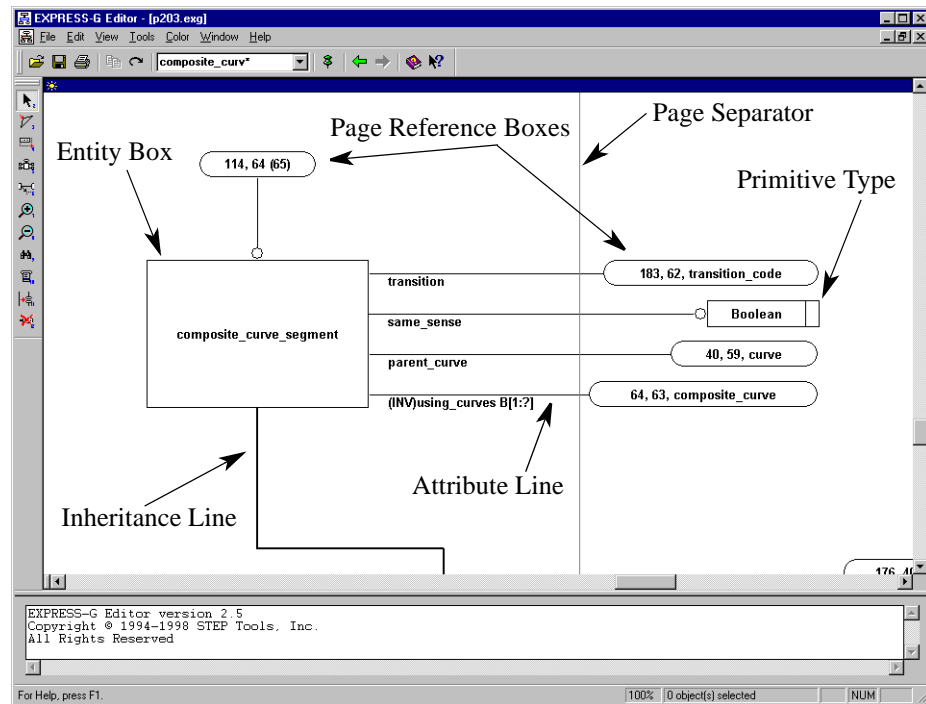 EXPRESS-G Editor - [p203.exg]
File Edit View Tools Color Window Help
composite_curv*
Page Reference Boxes
Page Separator
Entity Box
Primitive Type
114, 64 (65)
183, 62, transition_code
transition
Boolean
composite_curve_segment
same_sense
40, 59, curve
parent_curve
64, 63, composite_curve
(INV)using_curves B[1:?]
Attribute Line
Inheritance Line
EXPRESS-G Editor version 2.5
Copyright © 1994-1998 STEP Tools, Inc.
All Rights Reserved
For Help, press F1.
100%
0 object(s) selected
NUM